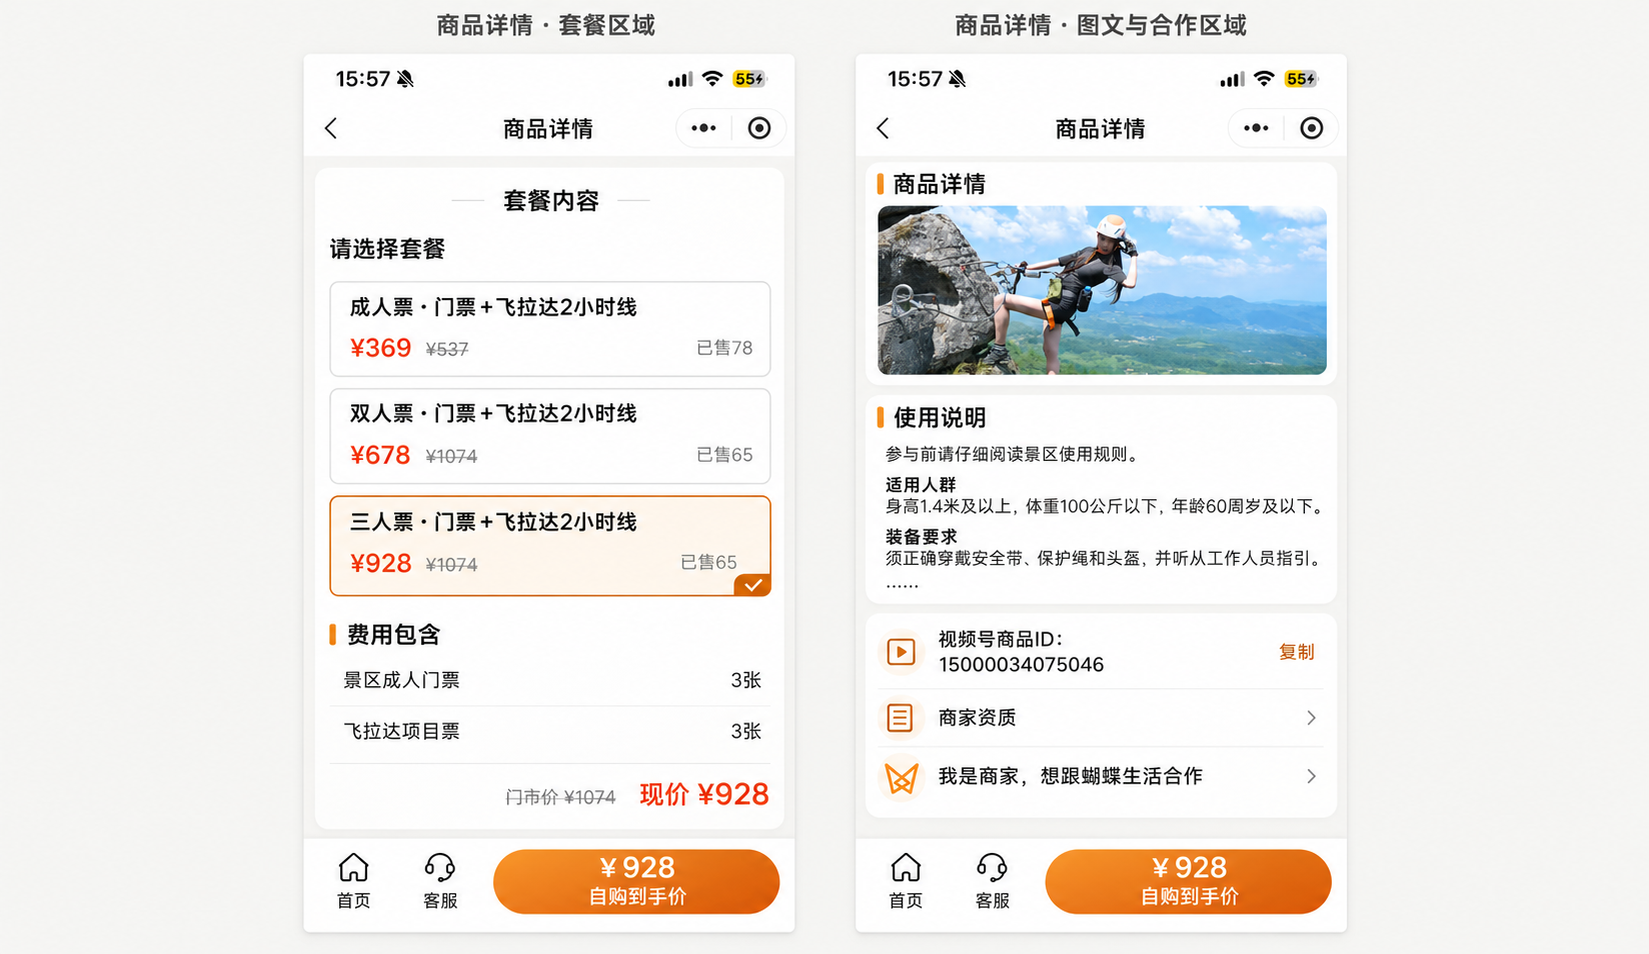 商品详情 · 套餐区域
15:57
55
商品详情
套餐内容
请选择套餐
成人票 · 门票+飞拉达2小时线
¥369 ¥537 已售78
双人票 · 门票+飞拉达2小时线
¥678 ¥1074 已售65
三人票 · 门票+飞拉达2小时线
¥928 ¥1074 已售65
费用包含
景区成人门票 3张
飞拉达项目票 3张
门市价 ¥1074 现价 ¥928
首页
客服
¥ 928
自购到手价
商品详情 · 图文与合作区域
15:57
55
商品详情
商品详情
使用说明
参与前请仔细阅读景区使用规则。
适用人群
身高1.4米及以上，体重100公斤以下，年龄60周岁及以下。
装备要求
须正确穿戴安全带、保护绳和头盔，并听从工作人员指引。
......
视频号商品ID：
15000034075046
复制
商家资质
我是商家，想跟蝴蝶生活合作
首页
客服
¥ 928
自购到手价